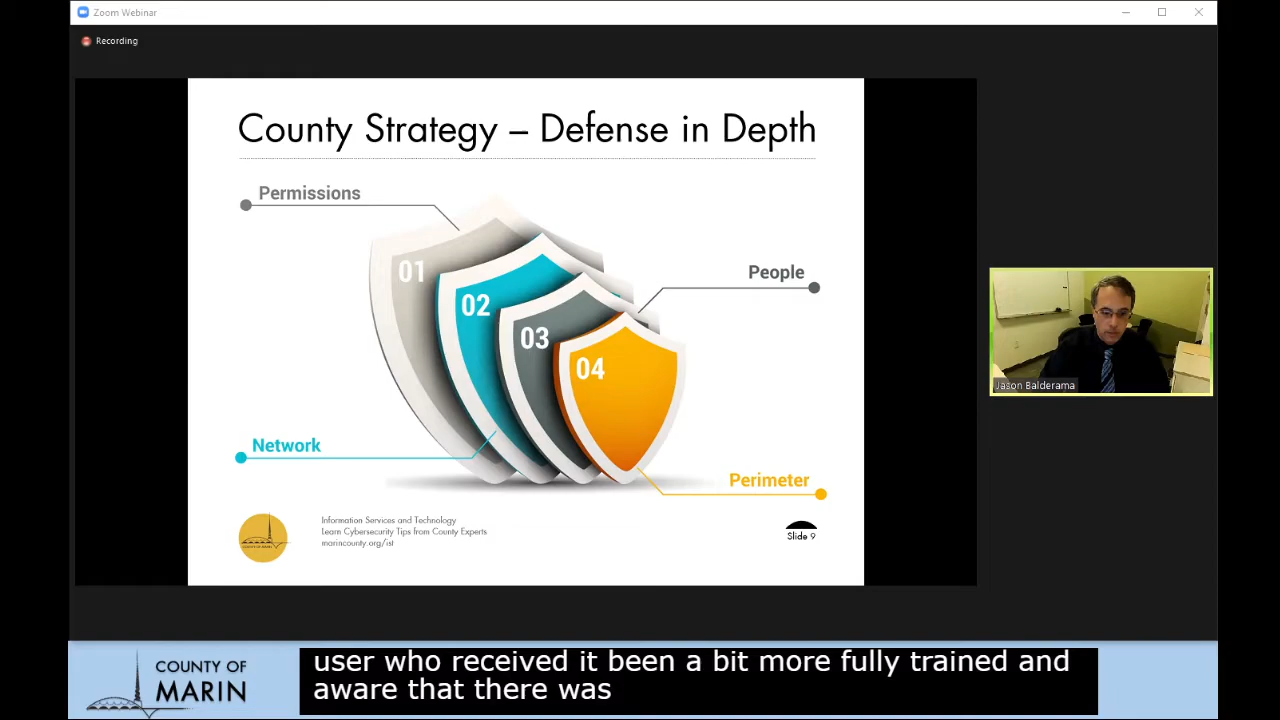 Zoom Webinar
Recording
County Strategy – Defense in Depth
Permissions
01
02
03
04
People
Network
Perimeter
Information Services and Technology
Learn Cybersecurity Tips from County Experts
marincounty.org/ist
Slide 9
Jason Balderama
COUNTY OF
MARIN
user who received it been a bit more fully trained and
aware that there was